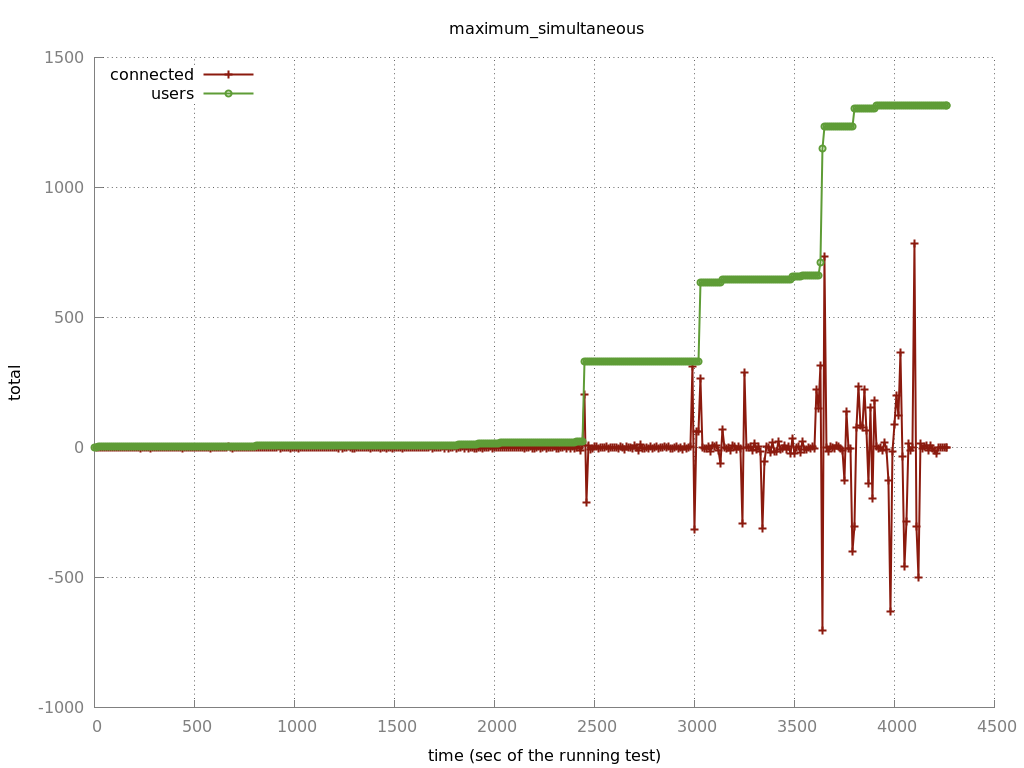 maximum_simultaneous
connected
users
1500
1000
500
0
-500
-1000
total
0 500 1000 1500 2000 2500 3000 3500 4000 4500
time (sec of the running test)